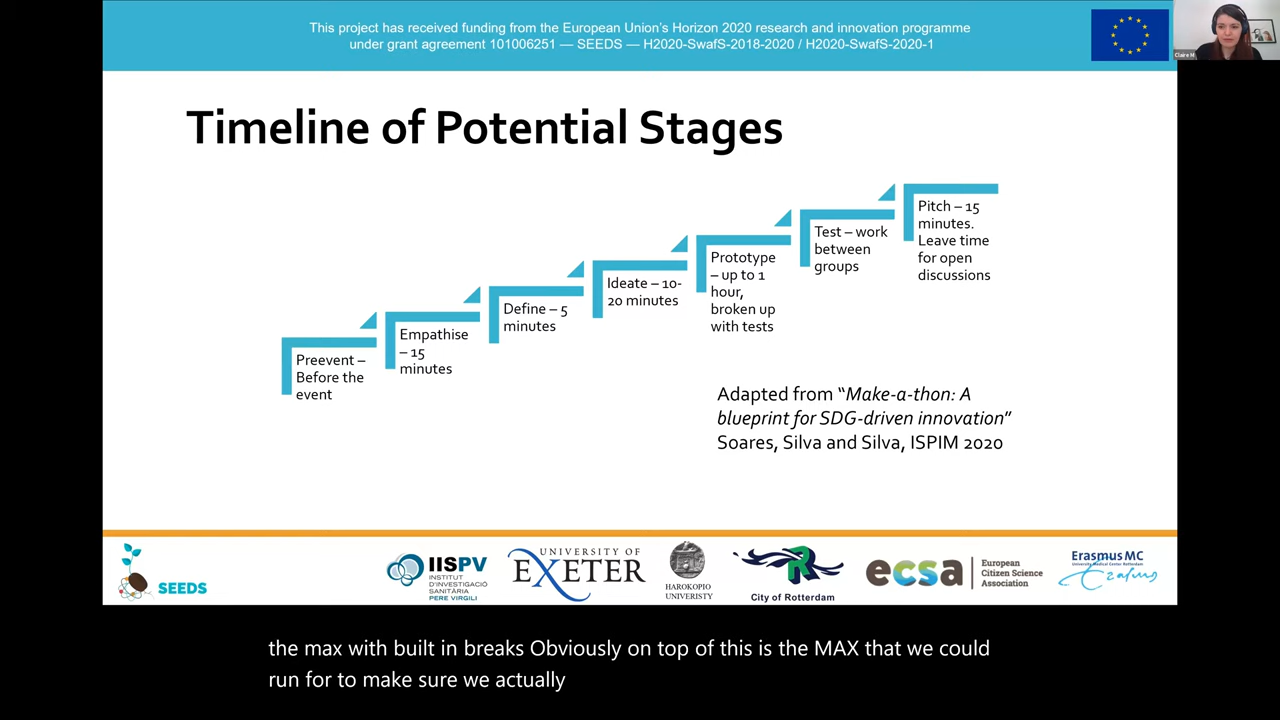 This project has received funding from the European Union's Horizon 2020 research and innovation programme
under grant agreement 101006251 — SEEDS — H2020-SwafS-2018-2020 / H2020-SwafS-2020-1
Claire M
Timeline of Potential Stages
Preevent –
Before the
event
Empathise
– 15
minutes
Define – 5
minutes
Ideate – 10-
20 minutes
Prototype
– up to 1
hour,
broken up
with tests
Test – work
between
groups
Pitch – 15
minutes.
Leave time
for open
discussions
Adapted from “Make-a-thon: A
blueprint for SDG-driven innovation”
Soares, Silva and Silva, ISPIM 2020
SEEDS
IISPV
INSTITUT
D'INVESTIGACIÓ
SANITÀRIA
PERE VIRGILI
UNIVERSITY OF
EXETER
HAROKOPIO
UNIVERISTY
R
City of Rotterdam
ecsa
European
Citizen Science
Association
Erasmus MC
University Medical Center Rotterdam
Erasmus
the max with built in breaks Obviously on top of this is the MAX that we could
run for to make sure we actually